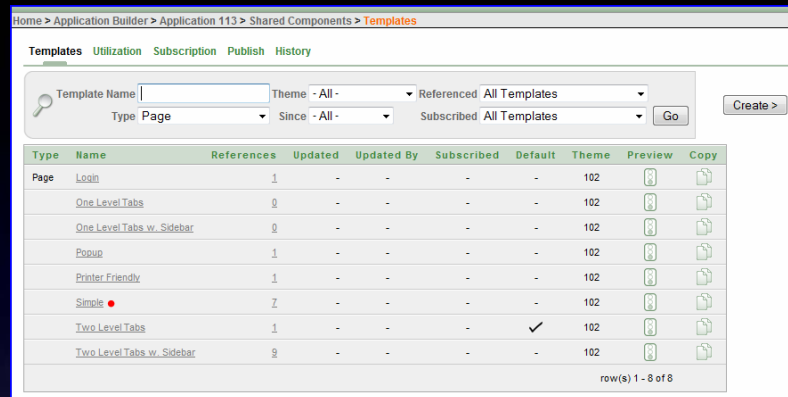 Home > Application Builder > Application 113 > Shared Components > Templates
Templates Utilization Subscription Publish History
Template Name Theme - All - Referenced All Templates
Create >
Type Page Since - All - Subscribed All Templates Go
Type Name References Updated Updated By Subscribed Default Theme Preview Copy
Page Login 1 - - - - 102
One Level Tabs 0 - - - - 102
One Level Tabs w. Sidebar 0 - - - - 102
Popup 1 - - - - 102
Printer Friendly 1 - - - - 102
Simple 7 - - - - 102
Two Level Tabs 1 - - - 102
Two Level Tabs w. Sidebar 9 - - - - 102
row(s) 1 - 8 of 8